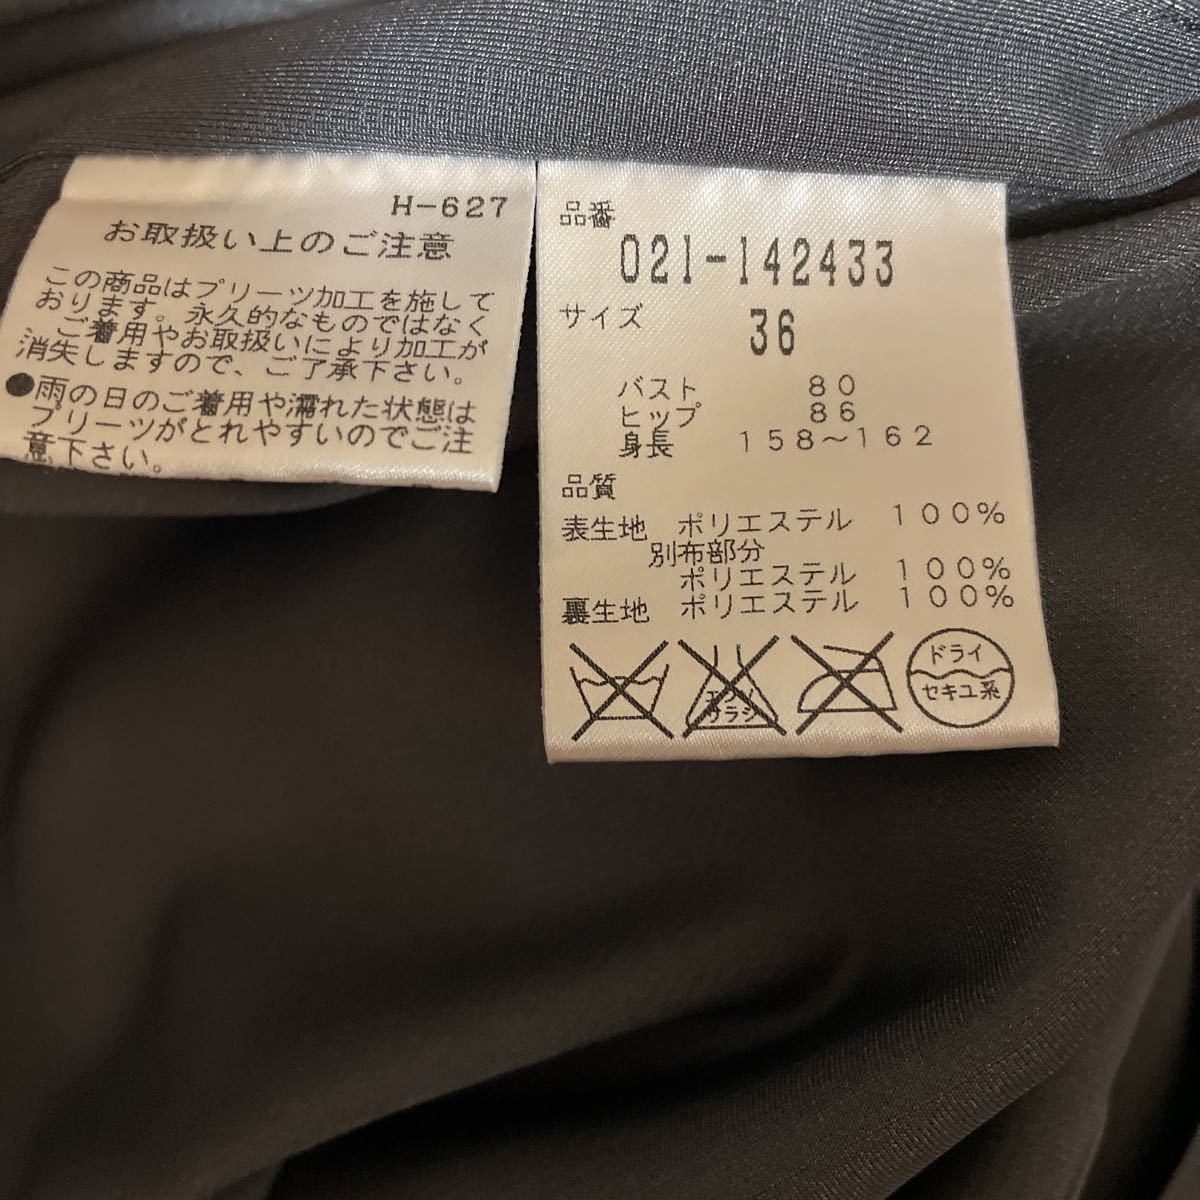 H-627
お取扱い上のご注意
この商品はプリーツ加工を施して
おります。永久的なものではなく
ご着用やお取扱いにより加工が
消失しますので、ご了承下さい。
●雨の日のご着用や濡れた状態は
プリーツがとれやすいのでご注
意下さい。
品番
021-142433
サイズ 36
バスト 80
ヒップ 86
身長 158～162
品質
表生地 ポリエステル 100%
別布部分
ポリエステル 100%
裏生地 ポリエステル 100%
エンソ
サラシ
ドライ
セキユ系